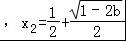 , x₂=1/2+√(1-2b)/2